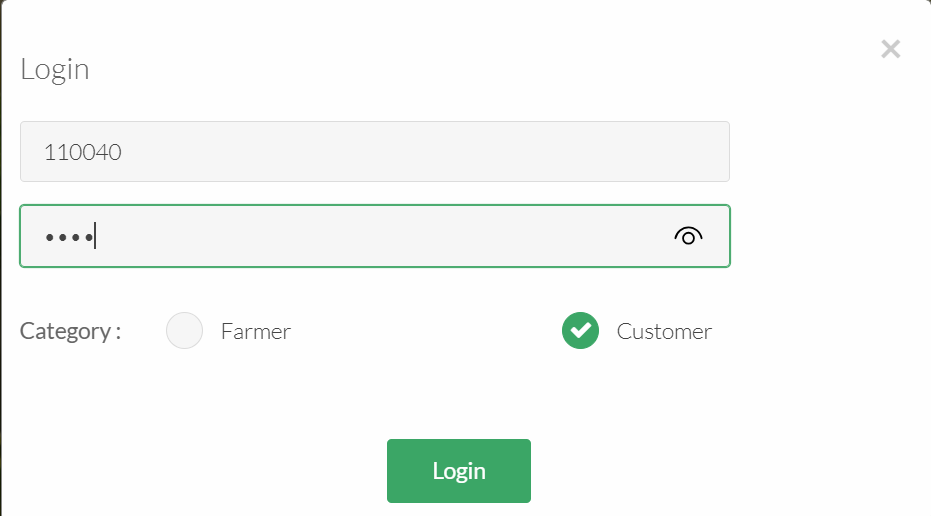 Login
110040
••••
Category : Farmer Customer
Login